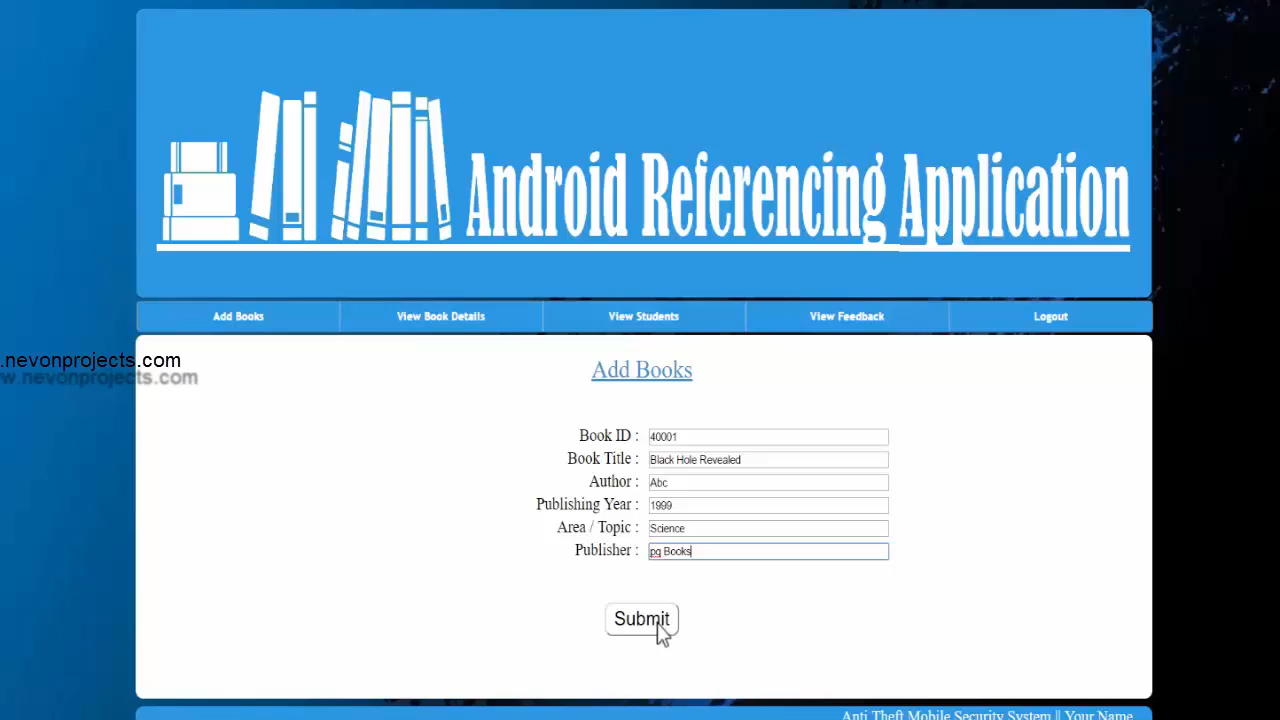 Android Referencing Application
Add Books View Book Details View Students View Feedback Logout
.nevonprojects.com
w.nevonprojects.com
Add Books
Book ID : 40001
Book Title : Black Hole Revealed
Author : Abc
Publishing Year : 1999
Area / Topic : Science
Publisher : pg Books
Submit
Anti Theft Mobile Security System || Your Name